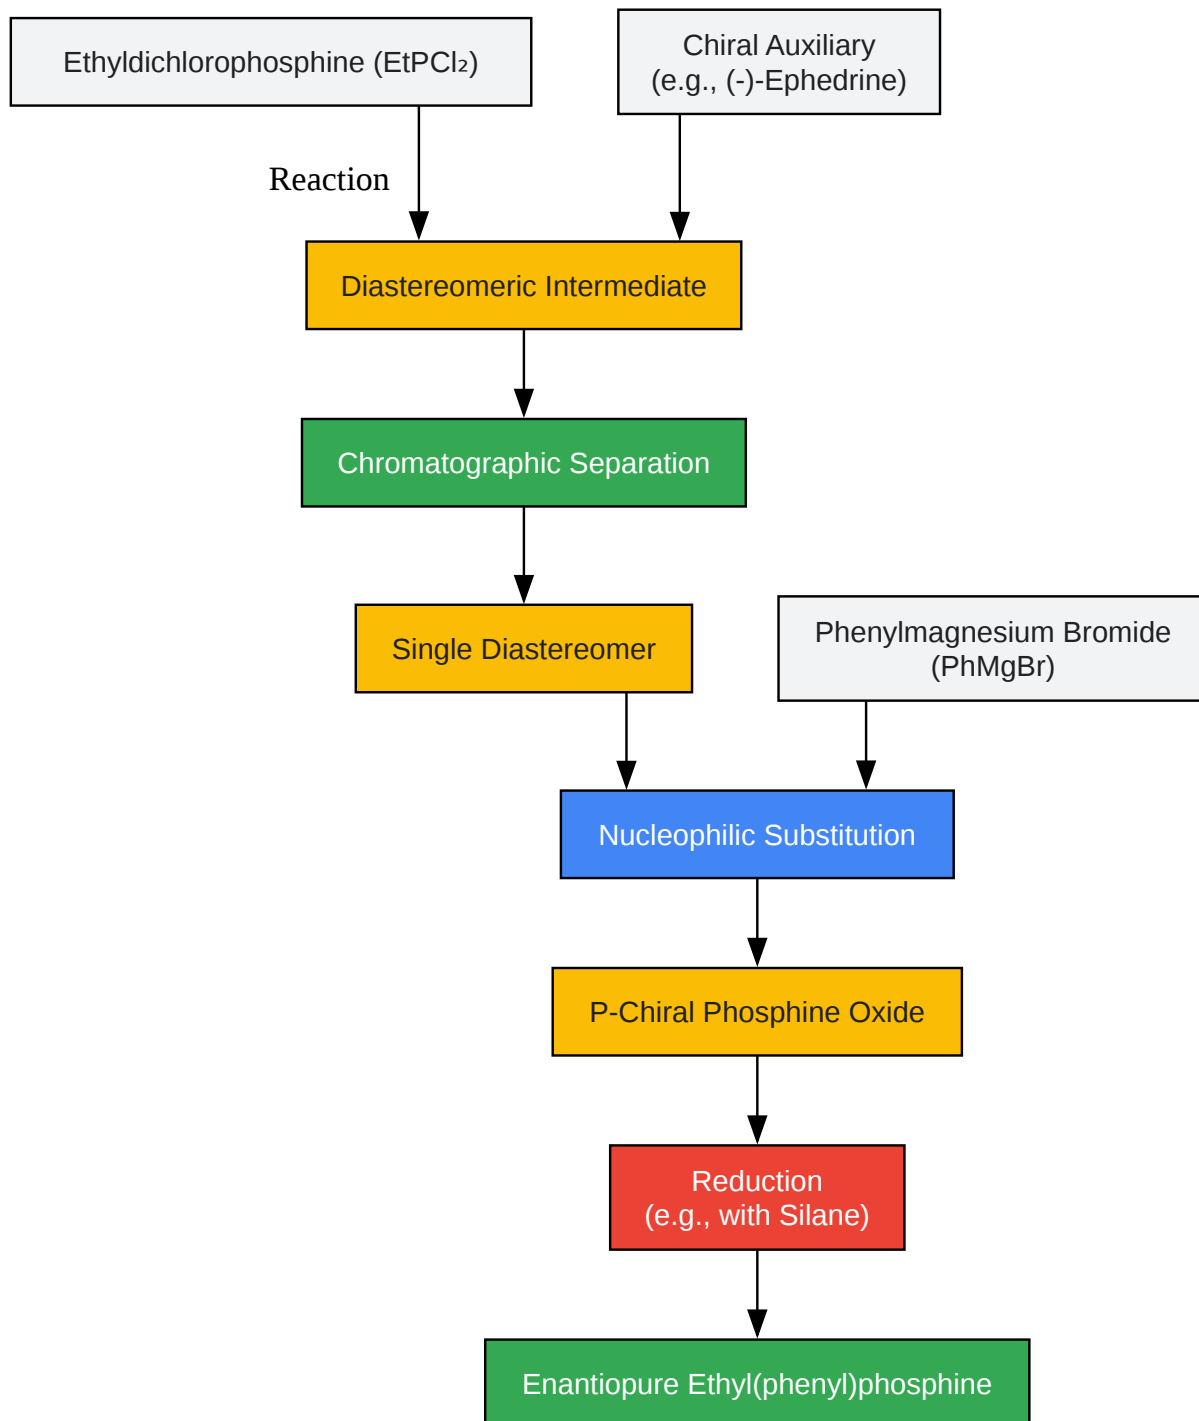 Ethyldichlorophosphine (EtPCl₂)
Chiral Auxiliary
(e.g., (-)-Ephedrine)
Reaction
Diastereomeric Intermediate
Chromatographic Separation
Single Diastereomer
Phenylmagnesium Bromide
(PhMgBr)
Nucleophilic Substitution
P-Chiral Phosphine Oxide
Reduction
(e.g., with Silane)
Enantiopure Ethyl(phenyl)phosphine